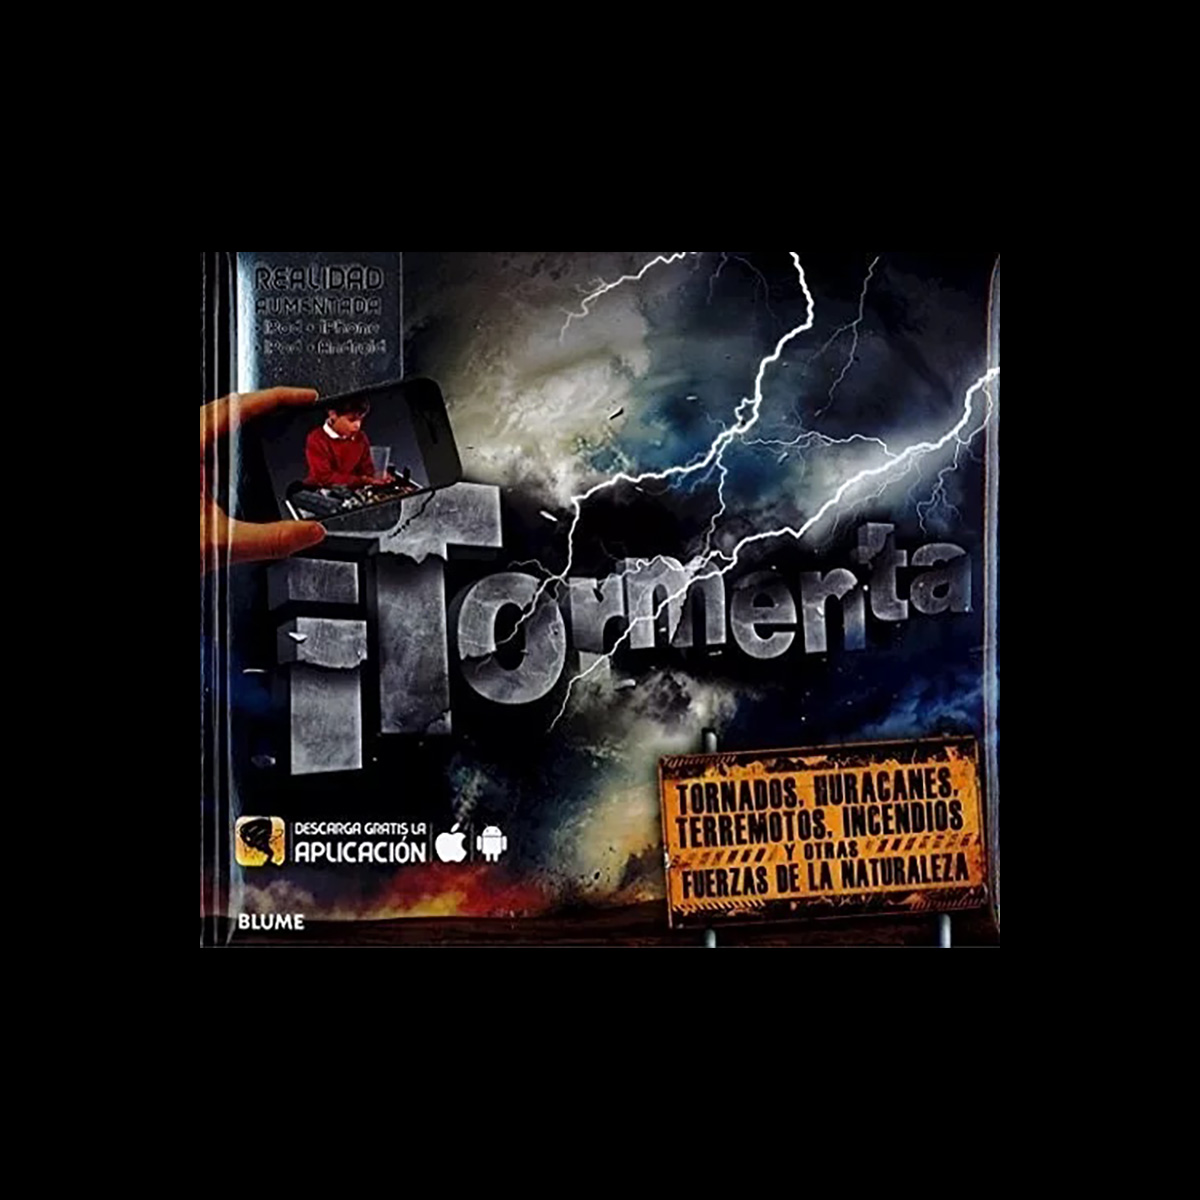 REALIDAD
AUMENTADA
• iPad • iPhone
• iPod • Android
iTormenta
TORNADOS, HURACANES,
TERREMOTOS, INCENDIOS
Y OTRAS
FUERZAS DE LA NATURALEZA
DESCARGA GRATIS LA
APLICACIÓN
BLUME